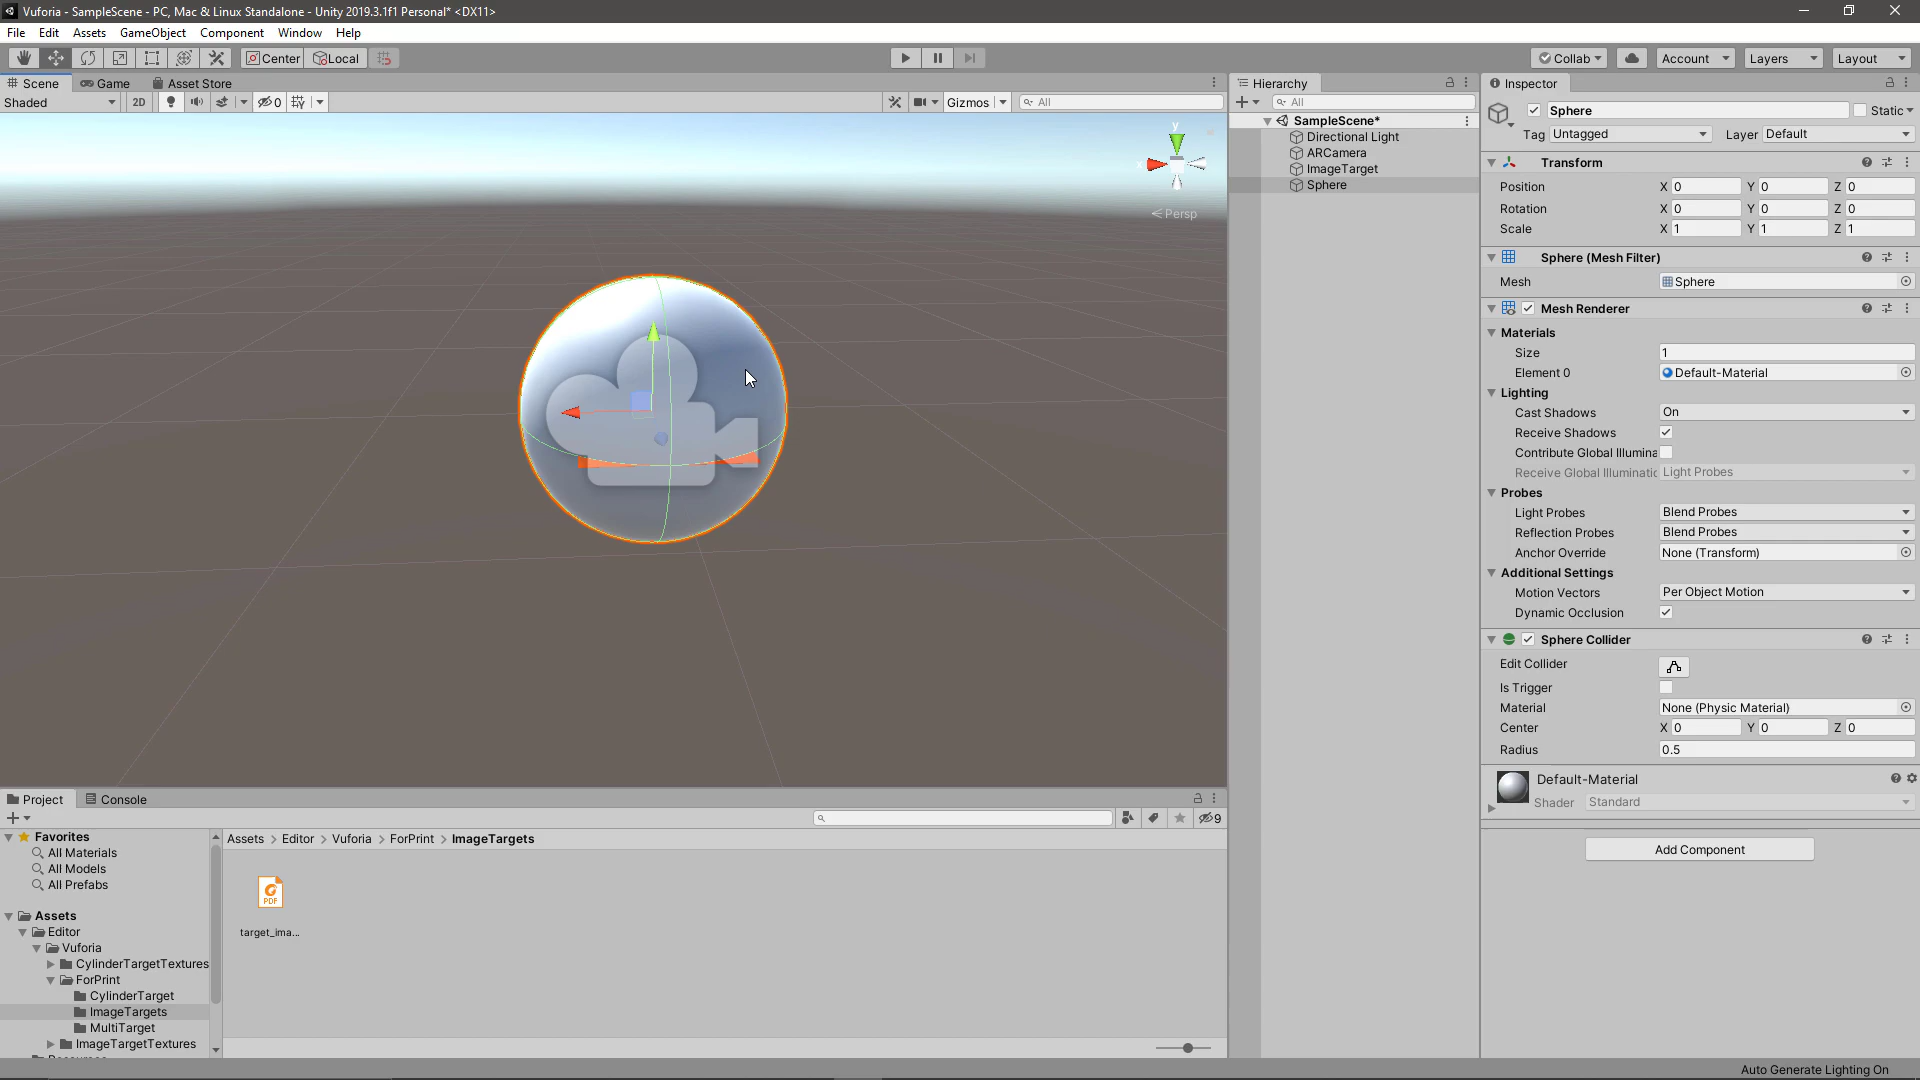 Vuforia - SampleScene - PC, Mac & Linux Standalone - Unity 2019.3.1f1 Personal* <DX11>
File Edit Assets GameObject Component Window Help
Center Local Collab Account Layers Layout
Scene Game Asset Store
Shaded 2D 0 Gizmos All
y
x
Persp
Hierarchy
All
SampleScene*
Directional Light
ARCamera
ImageTarget
Sphere
Inspector
Sphere Static
Tag Untagged Layer Default
Transform
Position X 0 Y 0 Z 0
Rotation X 0 Y 0 Z 0
Scale X 1 Y 1 Z 1
Sphere (Mesh Filter)
Mesh Sphere
Mesh Renderer
Materials
Size 1
Element 0 Default-Material
Lighting
Cast Shadows On
Receive Shadows
Contribute Global Illumina
Receive Global Illuminatic Light Probes
Probes
Light Probes Blend Probes
Reflection Probes Blend Probes
Anchor Override None (Transform)
Additional Settings
Motion Vectors Per Object Motion
Dynamic Occlusion
Sphere Collider
Edit Collider
Is Trigger
Material None (Physic Material)
Center X 0 Y 0 Z 0
Radius 0.5
Default-Material
Shader Standard
Add Component
Project Console
9
Favorites
All Materials
All Models
All Prefabs
Assets
Editor
Vuforia
CylinderTargetTextures
ForPrint
CylinderTarget
ImageTargets
MultiTarget
ImageTargetTextures
Assets > Editor > Vuforia > ForPrint > ImageTargets
PDF
target_ima...
Auto Generate Lighting On